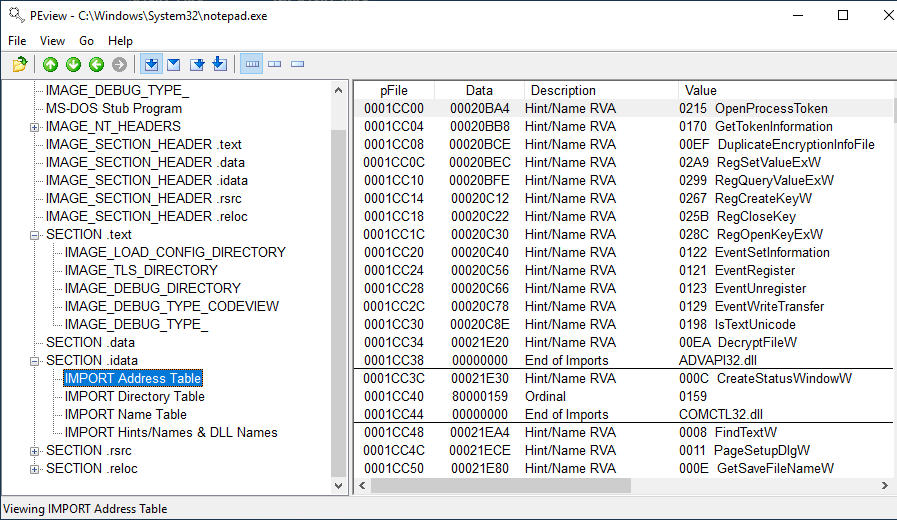 PEview - C:\Windows\System32\notepad.exe
File View Go Help
IMAGE_DEBUG_TYPE_
MS-DOS Stub Program
IMAGE_NT_HEADERS
IMAGE_SECTION_HEADER .text
IMAGE_SECTION_HEADER .data
IMAGE_SECTION_HEADER .idata
IMAGE_SECTION_HEADER .rsrc
IMAGE_SECTION_HEADER .reloc
SECTION .text
IMAGE_LOAD_CONFIG_DIRECTORY
IMAGE_TLS_DIRECTORY
IMAGE_DEBUG_DIRECTORY
IMAGE_DEBUG_TYPE_CODEVIEW
IMAGE_DEBUG_TYPE_
SECTION .data
SECTION .idata
IMPORT Address Table
IMPORT Directory Table
IMPORT Name Table
IMPORT Hints/Names & DLL Names
SECTION .rsrc
SECTION .reloc
pFile Data Description Value
0001CC00 00020BA4 Hint/Name RVA 0215 OpenProcessToken
0001CC04 00020BB8 Hint/Name RVA 0170 GetTokenInformation
0001CC08 00020BCE Hint/Name RVA 00EF DuplicateEncryptionInfoFile
0001CC0C 00020BEC Hint/Name RVA 02A9 RegSetValueExW
0001CC10 00020BFE Hint/Name RVA 0299 RegQueryValueExW
0001CC14 00020C12 Hint/Name RVA 0267 RegCreateKeyW
0001CC18 00020C22 Hint/Name RVA 025B RegCloseKey
0001CC1C 00020C30 Hint/Name RVA 028C RegOpenKeyExW
0001CC20 00020C40 Hint/Name RVA 0122 EventSetInformation
0001CC24 00020C56 Hint/Name RVA 0121 EventRegister
0001CC28 00020C66 Hint/Name RVA 0123 EventUnregister
0001CC2C 00020C78 Hint/Name RVA 0129 EventWriteTransfer
0001CC30 00020C8E Hint/Name RVA 0198 IsTextUnicode
0001CC34 00021E20 Hint/Name RVA 00EA DecryptFileW
0001CC38 00000000 End of Imports ADVAPI32.dll
0001CC3C 00021E30 Hint/Name RVA 000C CreateStatusWindowW
0001CC40 80000159 Ordinal 0159
0001CC44 00000000 End of Imports COMCTL32.dll
0001CC48 00021EA4 Hint/Name RVA 0008 FindTextW
0001CC4C 00021ECE Hint/Name RVA 0011 PageSetupDlgW
0001CC50 00021E80 Hint/Name RVA 000E GetSaveFileNameW
Viewing IMPORT Address Table